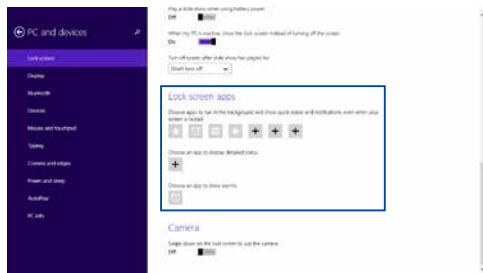 PC and devices
Lock screen
Display
Bluetooth
Devices
Mouse and touchpad
Typing
Corners and edges
Power and sleep
AutoPlay
PC info
Play a slide show when using battery power
Off
When my PC is inactive, show the lock screen instead of turning off the screen
On
Turn off screen after slide show has played for
Don't turn off
Lock screen apps
Choose apps to run in the background and show quick status and notifications, even when your
screen is locked
Choose an app to display detailed status
Choose an app to show alarms
Camera
Swipe down on the lock screen to use the camera
Off